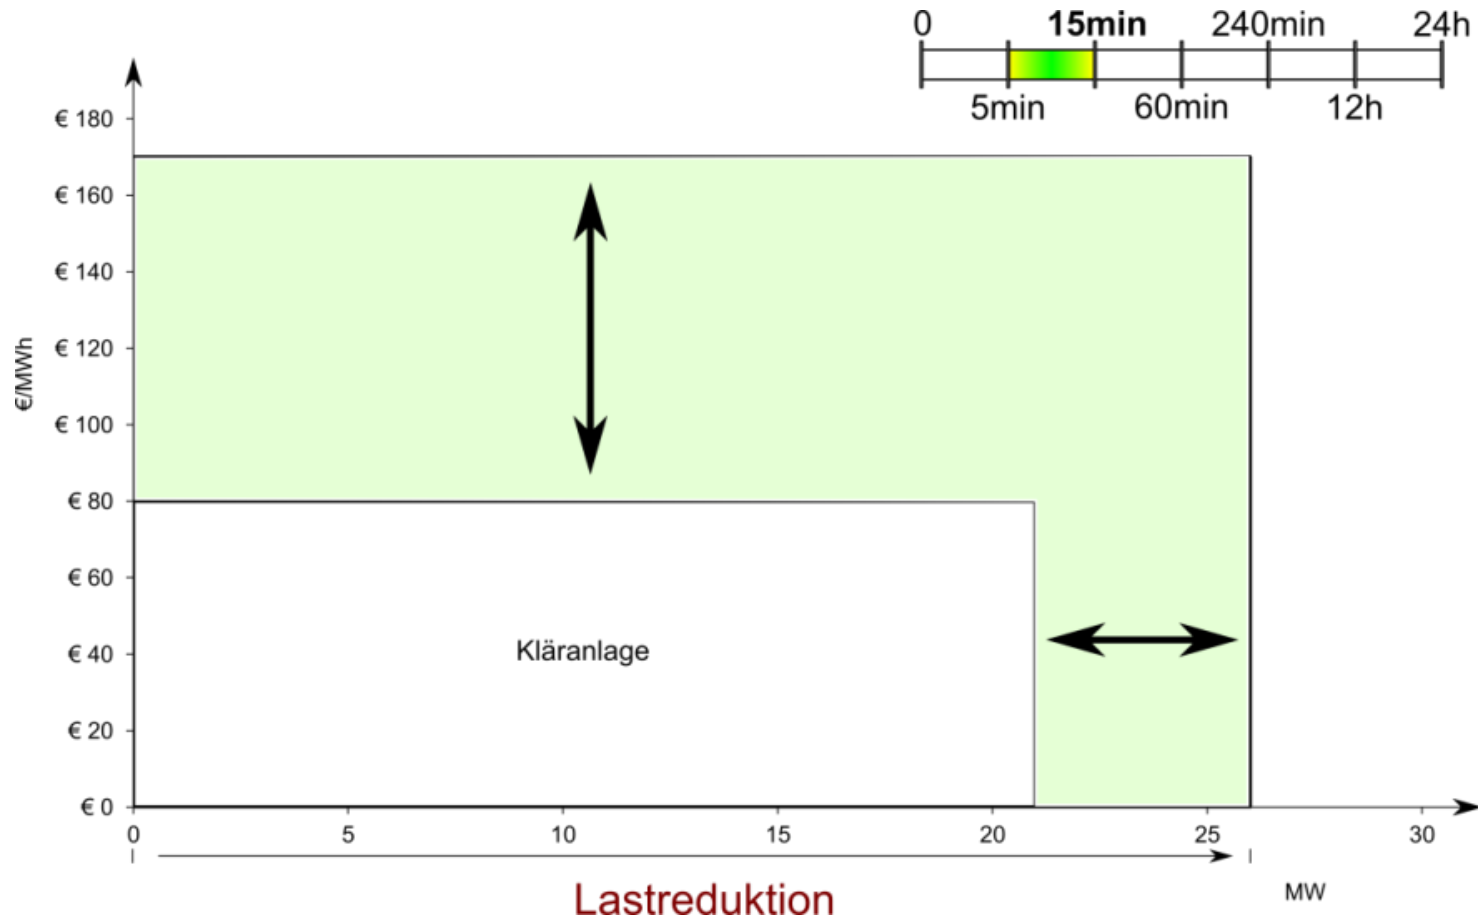 0 15min 240min 24h
5min 60min 12h
€ 180
€ 160
€ 140
€ 120
€/MWh
€ 100
€ 80
€ 60
Kläranlage
€ 40
€ 20
€ 0
0 5 10 15 20 25 30
Lastreduktion
MW